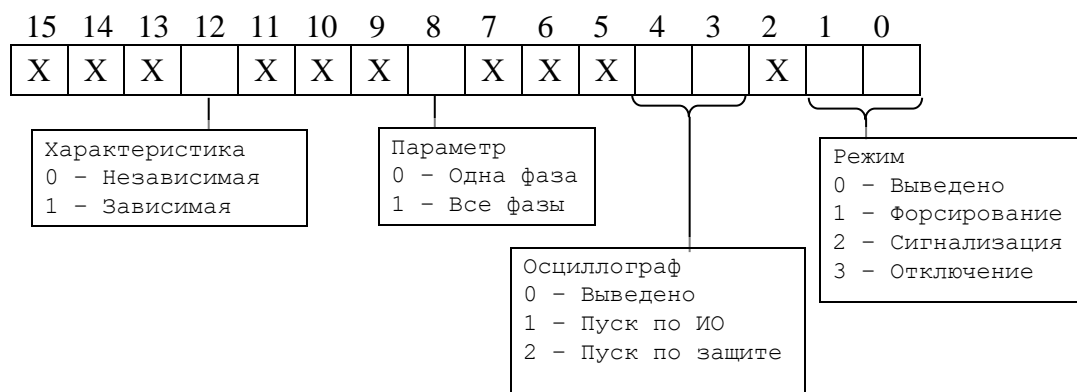 15 14 13 12 11 10 9 8 7 6 5 4 3 2 1 0
X X X X X X X X X X
Характеристика
0 – Независимая
1 – Зависимая
Параметр
0 – Одна фаза
1 – Все фазы
Режим
0 – Выведено
1 – Форсирование
2 – Сигнализация
3 – Отключение
Осциллограф
0 – Выведено
1 – Пуск по ИО
2 – Пуск по защите